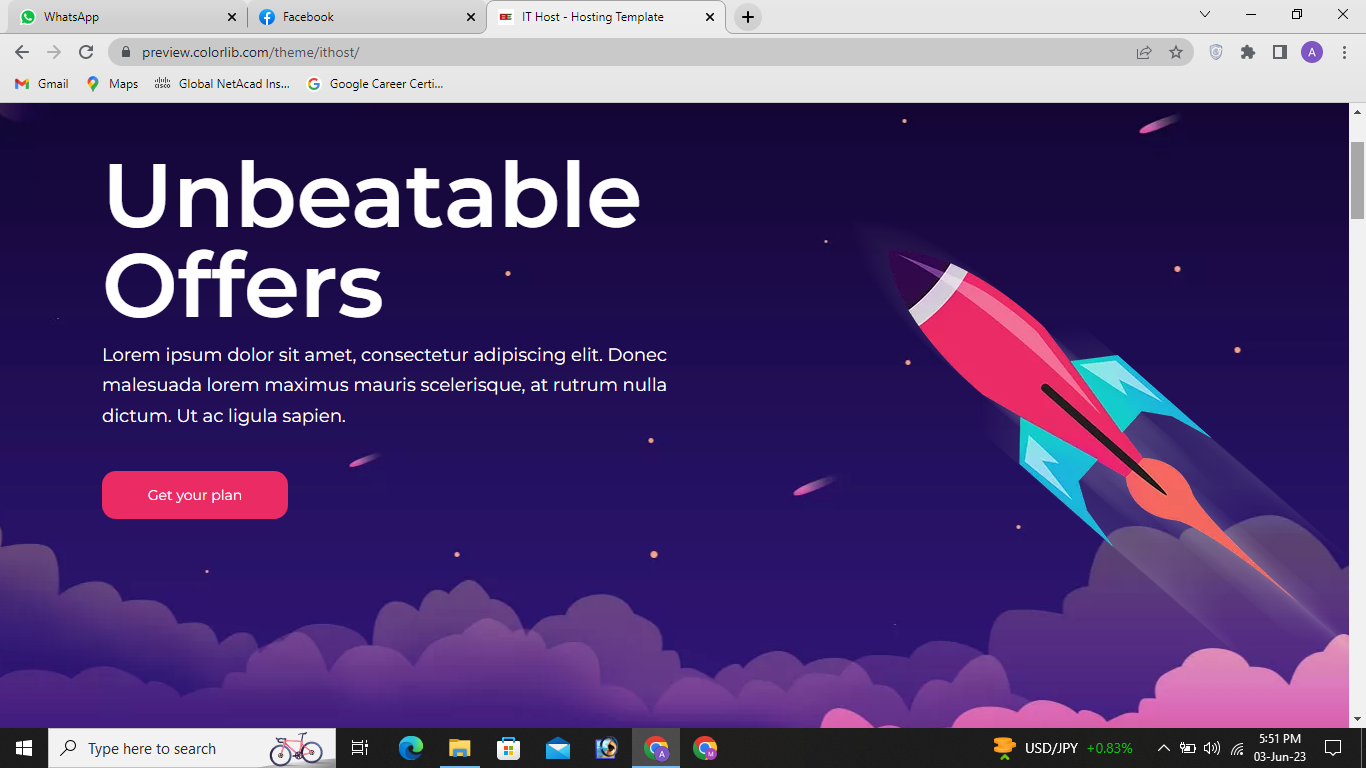 WhatsApp
Facebook
IT Host - Hosting Template
preview.colorlib.com/theme/ithost/
A
Gmail
Maps
cisco
Global NetAcad Ins...
Google Career Certi...
Unbeatable
Offers
Lorem ipsum dolor sit amet, consectetur adipiscing elit. Donec
malesuada lorem maximus mauris scelerisque, at rutrum nulla
dictum. Ut ac ligula sapien.
Get your plan
Type here to search
A
M
USD/JPY +0.83%
5:51 PM
03-Jun-23